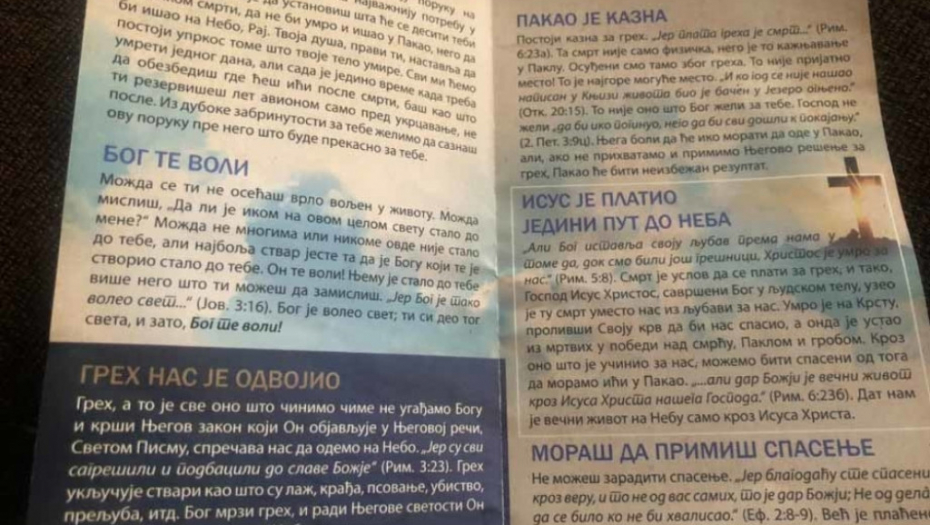 најважнију потребу у
поруку на
смрти, да не би умро и ишао у Пакао, него да
установиш шта ће се десити теби
би ишао на Небо, Рај. Твоја душа, прави ти, наставља да
постоји упркос томе што твоје тело умире. Сви ми ћемо
умрети једног дана, али сада је једино време када треба
да обезбедиш где ћеш ићи после смрти, баш као што
ти резервишеш лет авионом само пред укрцавање, не
после. Из дубоке забринутости за тебе желимо да сазнаш
ову поруку пре него што буде прекасно за тебе.
БОГ ТЕ ВОЛИ
Можда се ти не осећаш врло вољен у животу. Можда
мислиш, „Да ли је иком на овом целом свету стало до
мене?“ Можда не многима или никоме овде није стало
до тебе, али најбоља ствар јесте та да је Богу који те је
створио стало до тебе. Он те воли! Њему је стало до тебе
више него што ти можеш да замислиш. „Јер Бог је тако
волео свет...“ (Јов. 3:16). Бог је волео свет; ти си део тог
света, и зато, Бог те воли!
ГРЕХ НАС ЈЕ ОДВОЈИО
Грех, а то је све оно што чинимо чиме не угађамо Богу
и крши Његов закон који Он објављује у Његовој речи,
Светом Писму, спречава нас да одемо на Небо. „Јер су сви
сагрешили и подбацили до славе Божје“ (Рим. 3:23). Грех
укључује ствари као што су лаж, крађа, псовање, убиство,
прељуба, итд. Бог мрзи грех, и ради Његове светости Он
ПАКАО ЈЕ КАЗНА
Постоји казна за грех. „Јер плата греха је смрт...“ (Рим.
6:23а). Та смрт није само физичка, него је то кажњавање
у Паклу. Осуђени смо тамо због греха. То није пријатно
место! То је најгоре могуће место. „И ко год се није нашао
написан у Књизи живота био је бачен у Језеро огњено.“
(Отк. 20:15). То није оно што Бог жели за тебе. Господ не
жели „да би ико погинуо, него да би сви дошли к покајању.“
(2. Пет. 3:9ц). Њега боли да ће ико морати да оде у Пакао,
али, ако не прихватамо и примимо Његово решење за
грех, Пакао ће бити неизбежан резултат.
ИСУС ЈЕ ПЛАТИО
ЈЕДИНИ ПУТ ДО НЕБА
„Али Бог иставља своју љубав према нама у
томе да, док смо били још грешници, Христос је умро за
нас.“ (Рим. 5:8). Смрт је услов да се плати за грех, и тако,
Господ Исус Христос, савршени Бог у људском телу, узео
је ту смрт уместо нас из љубави за нас. Умро је на Крсту,
проливши Своју крв да би нас спасио, а онда је устао
из мртвих у победи над смрћу, Паклом и гробом. Кроз
оно што је учинио за нас, можемо бити спасени од тога
да морамо ићи у Пакао. „...али дар Божји је вечни живот
кроз Исуса Христа нашега Господа.“ (Рим. 6:23б). Дат нам
је вечни живот на Небу само кроз Исуса Христа.
МОРАШ ДА ПРИМИШ СПАСЕЊЕ
Не можеш зарадити спасење. „Јер благодаћу сте спасени
кроз веру, и то не од вас самих, то је дар Божји; Не од дела
да се било ко не би хвалисао.“ (Еф. 2:8-9). Већ је плаћено